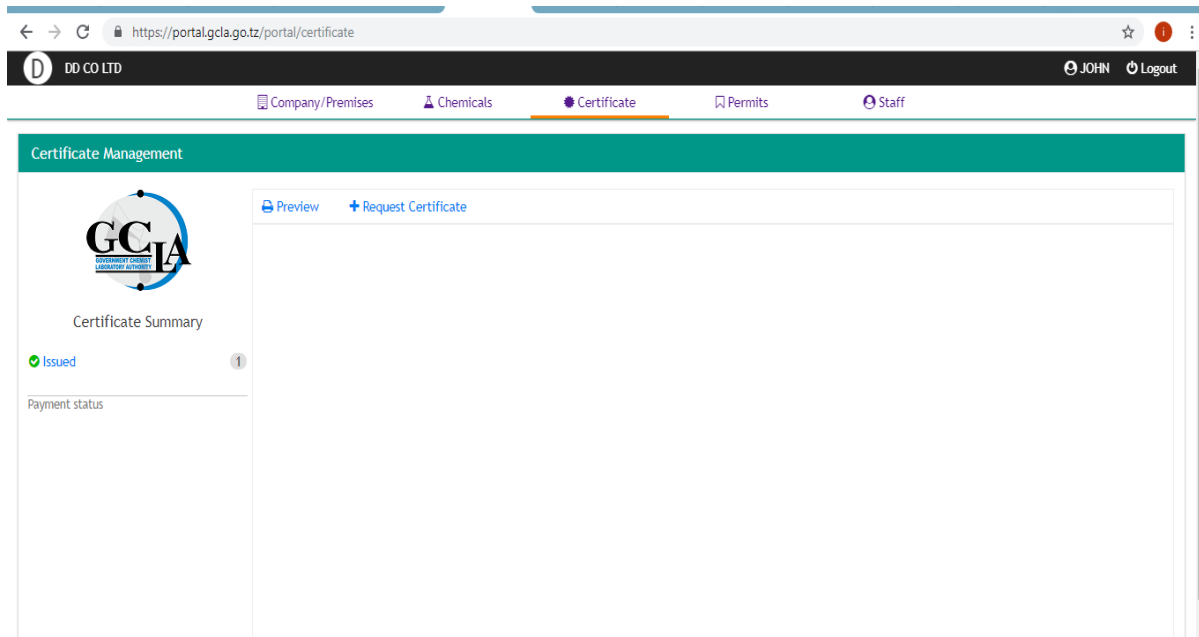 https://portal.gcla.go.tz/portal/certificate
i
D DD CO LTD JOHN Logout
Company/Premises Chemicals Certificate Permits Staff
Certificate Management
Preview Request Certificate
GCLA
GOVERNMENT CHEMIST
LABORATORY AUTHORITY
Certificate Summary
Issued 1
Payment status